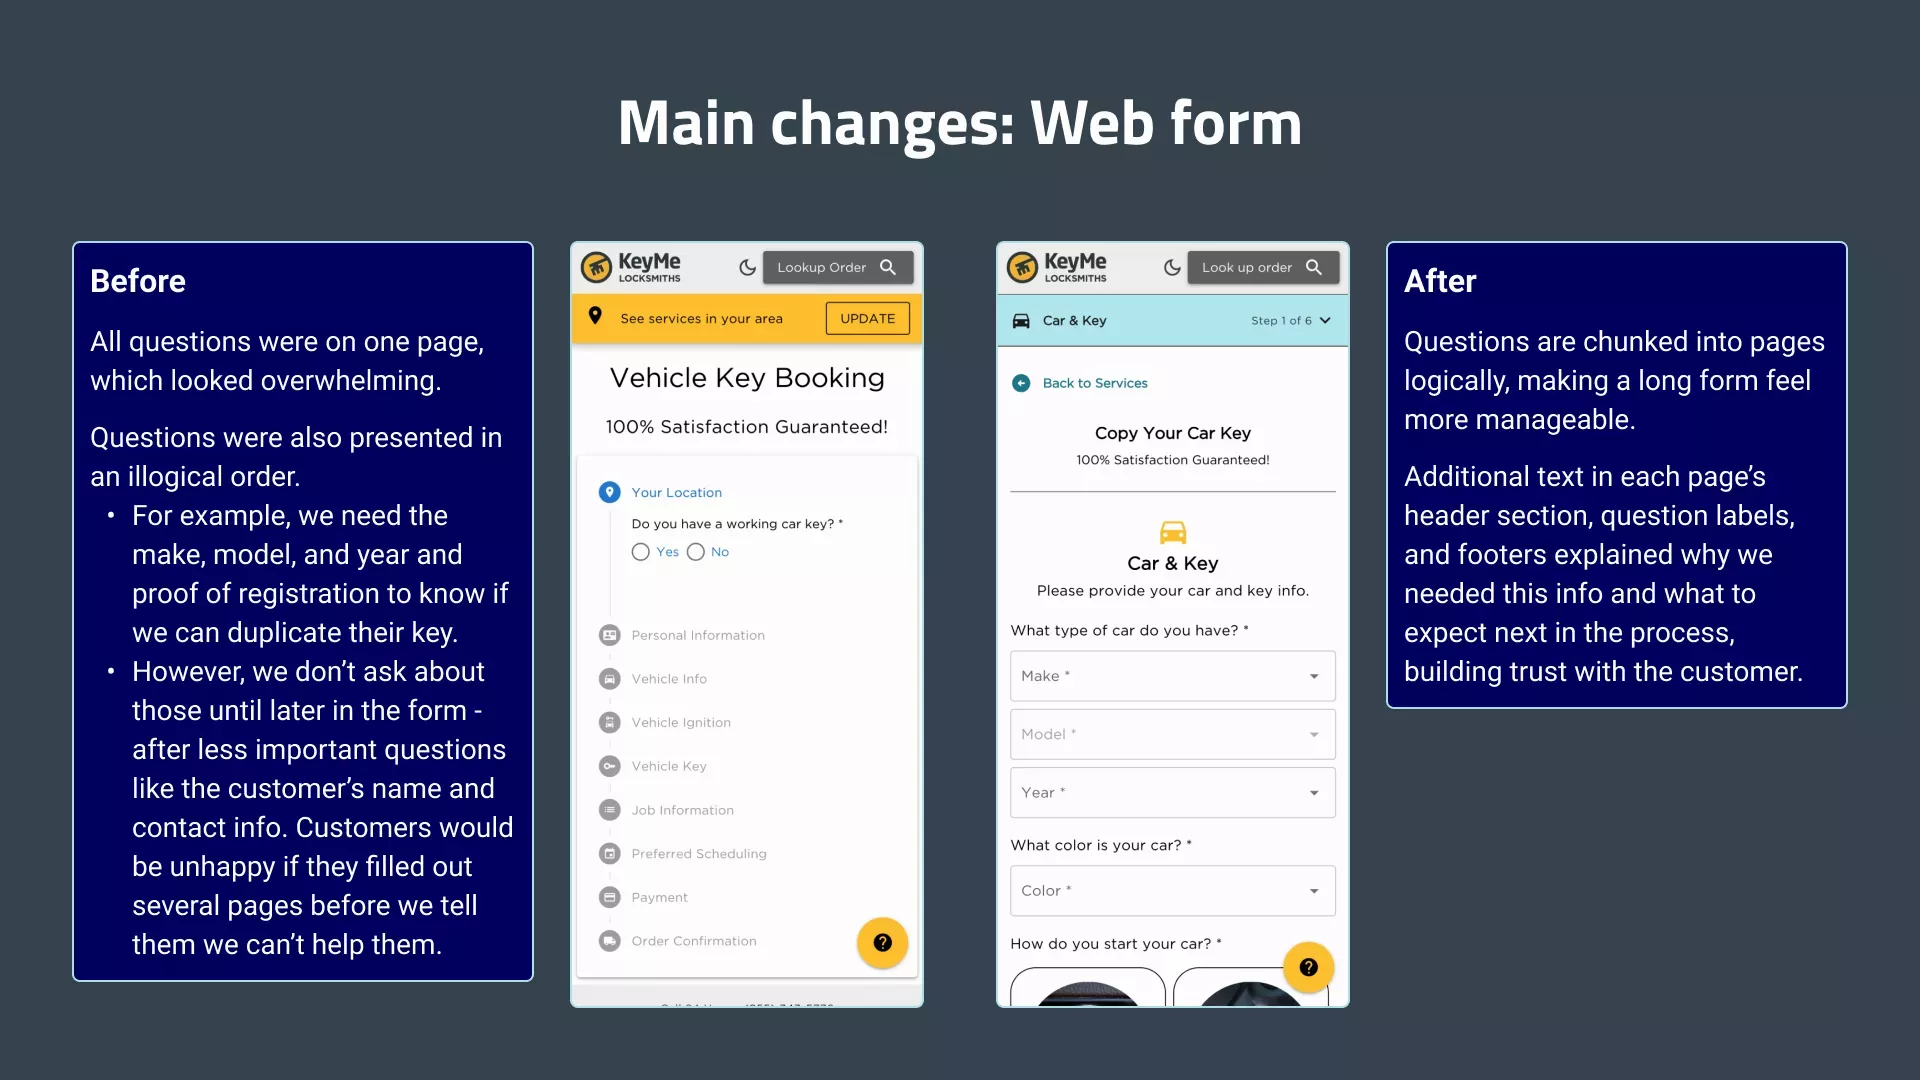 Main changes: Web form
Before
All questions were on one page,
which looked overwhelming.
Questions were also presented in
an illogical order.
• For example, we need the
make, model, and year and
proof of registration to know if
we can duplicate their key.
• However, we don’t ask about
those until later in the form -
after less important questions
like the customer’s name and
contact info. Customers would
be unhappy if they filled out
several pages before we tell
them we can’t help them.
KeyMe
LOCKSMITHS
Lookup Order
See services in your area
UPDATE
Vehicle Key Booking
100% Satisfaction Guaranteed!
Your Location
Do you have a working car key? *
Yes No
Personal Information
Vehicle Info
Vehicle Ignition
Vehicle Key
Job Information
Preferred Scheduling
Payment
Order Confirmation
KeyMe
LOCKSMITHS
Look up order
Car & Key
Step 1 of 6
Back to Services
Copy Your Car Key
100% Satisfaction Guaranteed!
Car & Key
Please provide your car and key info.
What type of car do you have? *
Make *
Model *
Year *
What color is your car? *
Color *
How do you start your car? *
After
Questions are chunked into pages
logically, making a long form feel
more manageable.
Additional text in each page’s
header section, question labels,
and footers explained why we
needed this info and what to
expect next in the process,
building trust with the customer.